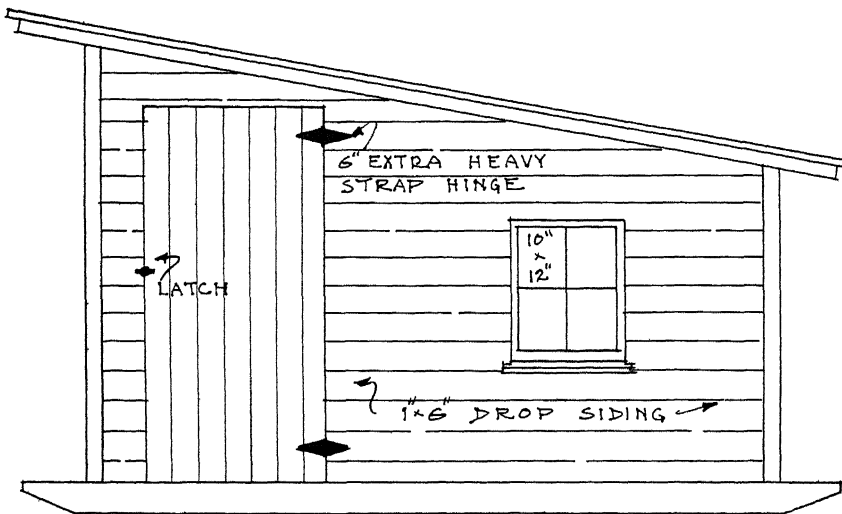 6" EXTRA HEAVY
STRAP HINGE
10"
x
12"
LATCH
1"x6" DROP SIDING